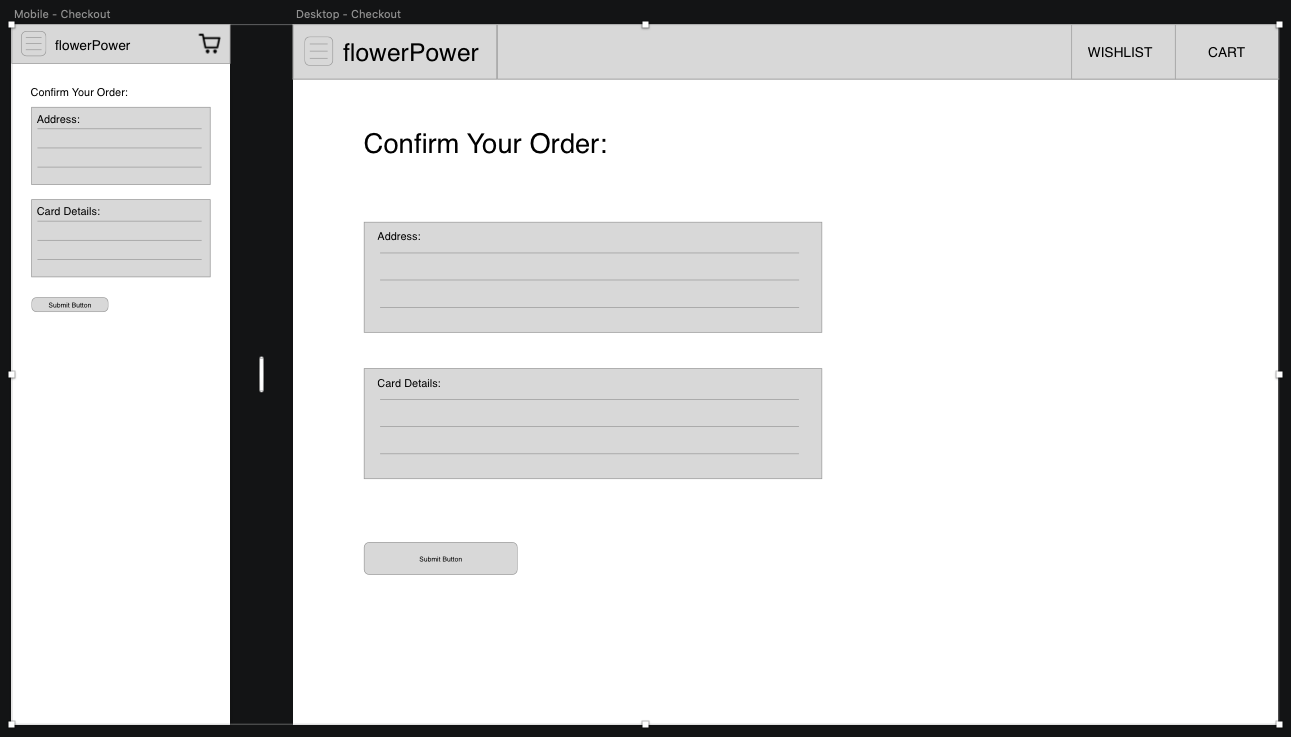 Mobile - Checkout
flowerPower
Confirm Your Order:
Address:
Card Details:
Submit Button
Desktop - Checkout
flowerPower
WISHLIST
CART
Confirm Your Order:
Address:
Card Details:
Submit Button